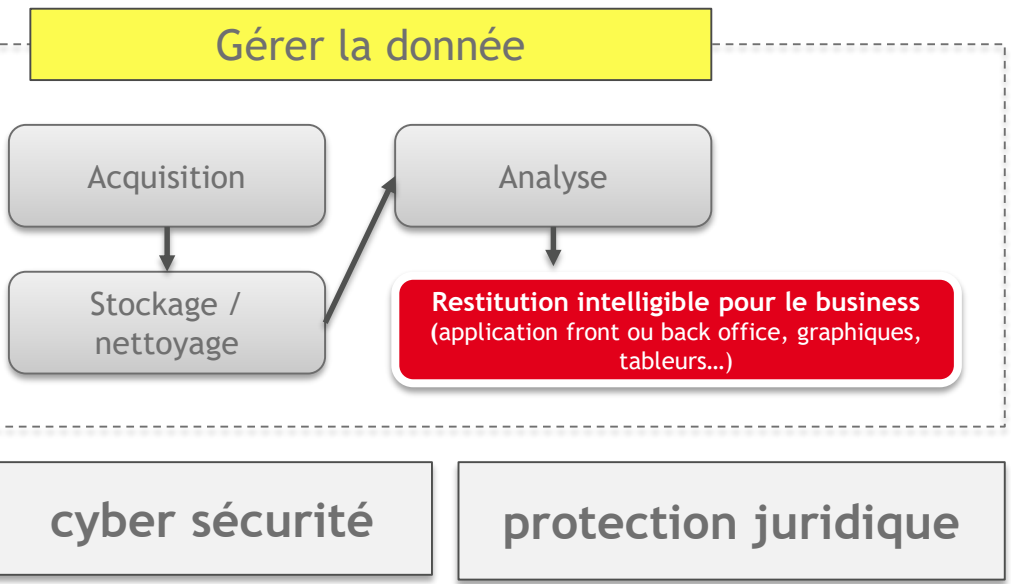 Gérer la donnée
Acquisition
Stockage /
nettoyage
Analyse
Restitution intelligible pour le business
(application front ou back office, graphiques,
tableurs…)
cyber sécurité
protection juridique